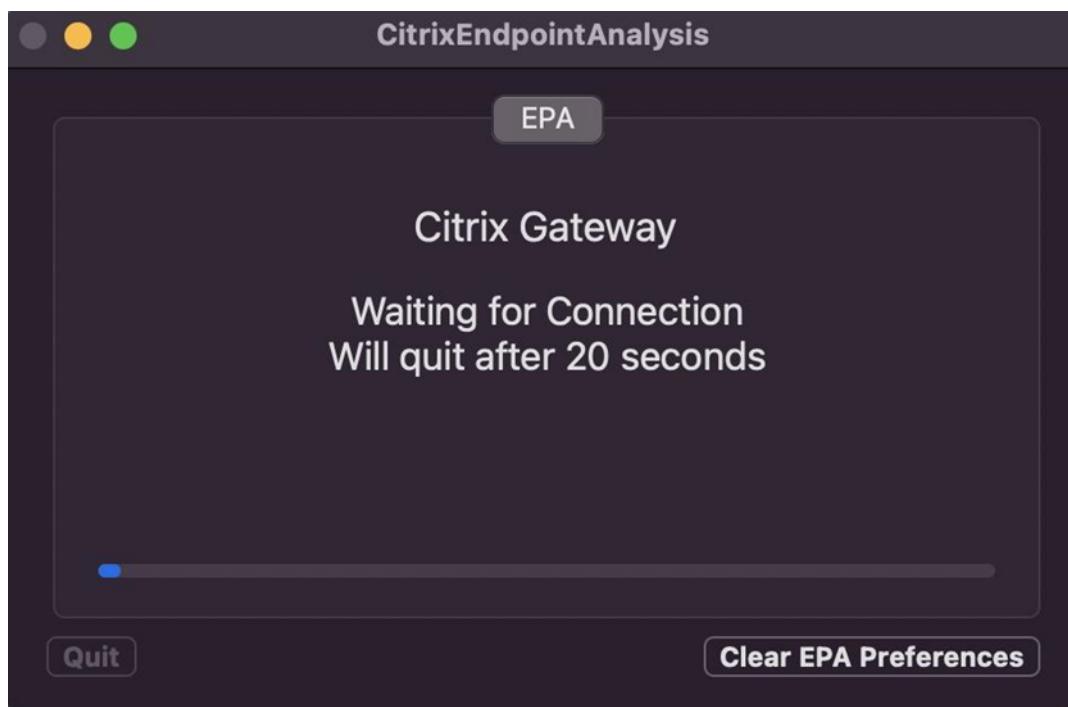 CitrixEndpointAnalysis
EPA
Citrix Gateway
Waiting for Connection
Will quit after 20 seconds
Quit
Clear EPA Preferences